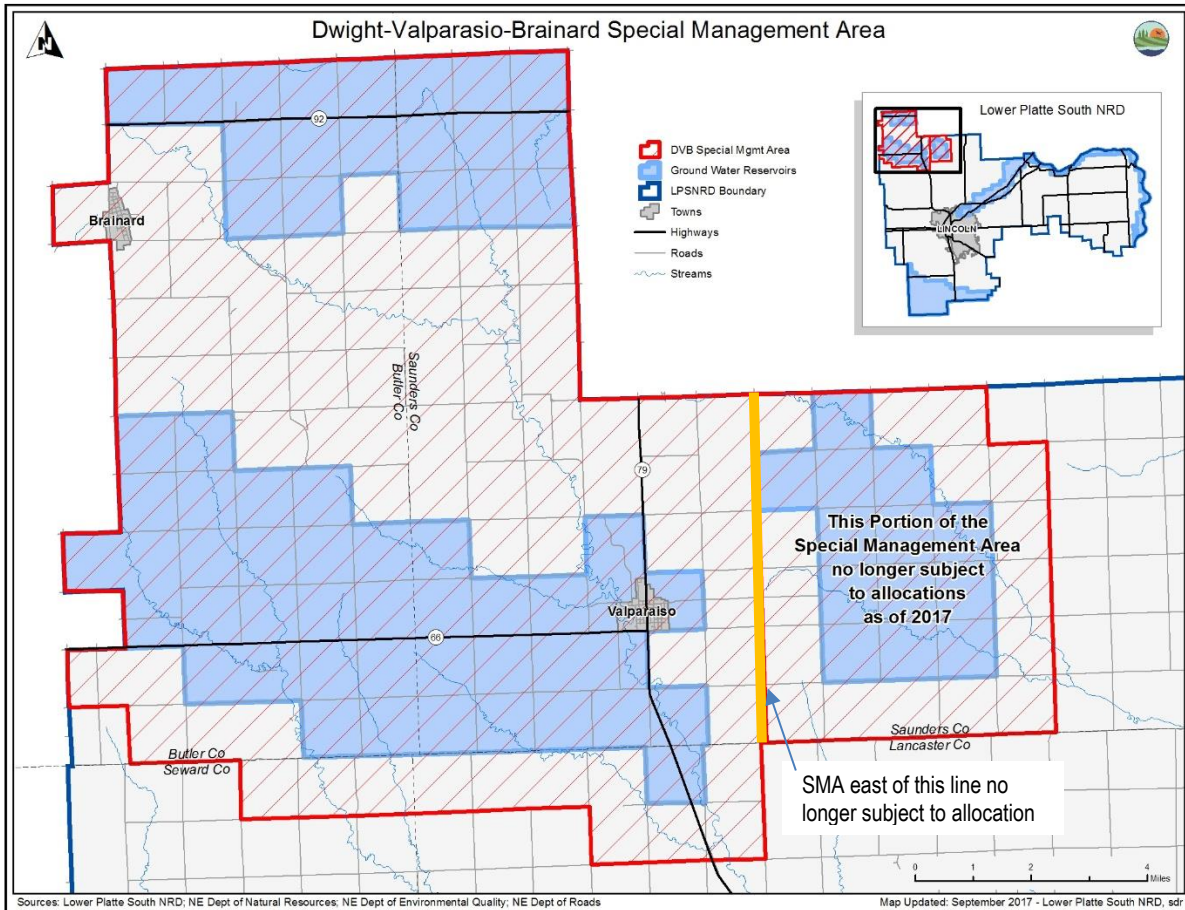 Dwight-Valparasio-Brainard Special Management Area
N
Lower Platte South NRD
LINCOLN
DVB Special Mgmt Area
Ground Water Reservoirs
LPSNRD Boundary
Towns
Highways
Roads
Streams
92
Brainard
Saunders Co
Butler Co
79
This Portion of the
Special Management Area
no longer subject
to allocations
as of 2017
Valparaiso
66
Saunders Co
Lancaster Co
Butler Co
Seward Co
SMA east of this line no
longer subject to allocation
0 1 2 4
Miles
Sources: Lower Platte South NRD; NE Dept of Natural Resources; NE Dept of Environmental Quality; NE Dept of Roads
Map Updated: September 2017 - Lower Platte South NRD, sdr